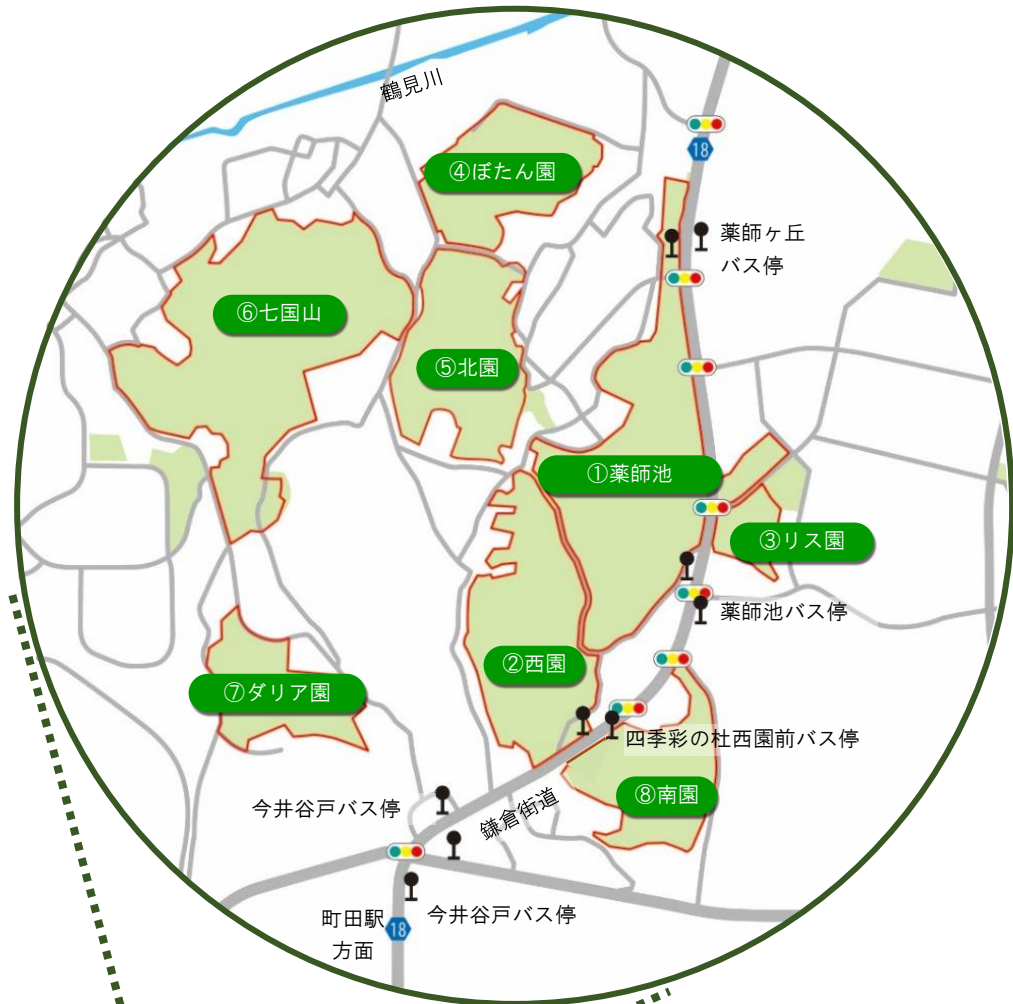 鶴見川
18
④ぼたん園
薬師ヶ丘
バス停
⑥七国山
⑤北園
①薬師池
③リス園
薬師池バス停
②西園
⑦ダリア園
四季彩の杜西園前バス停
⑧南園
今井谷戸バス停
鎌倉街道
今井谷戸バス停
町田駅
方面
18